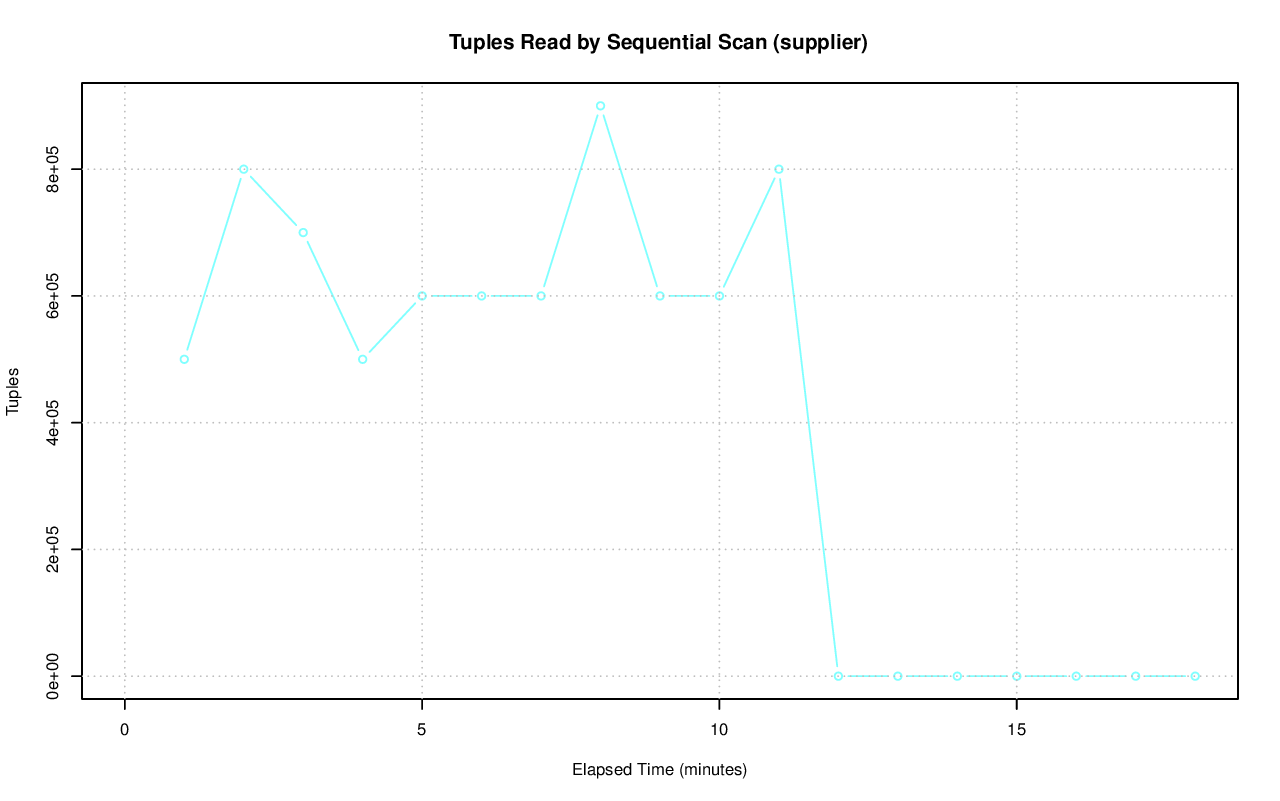 Tuples Read by Sequential Scan (supplier)
8e+05
6e+05
4e+05
2e+05
0e+00
Tuples
0 5 10 15
Elapsed Time (minutes)